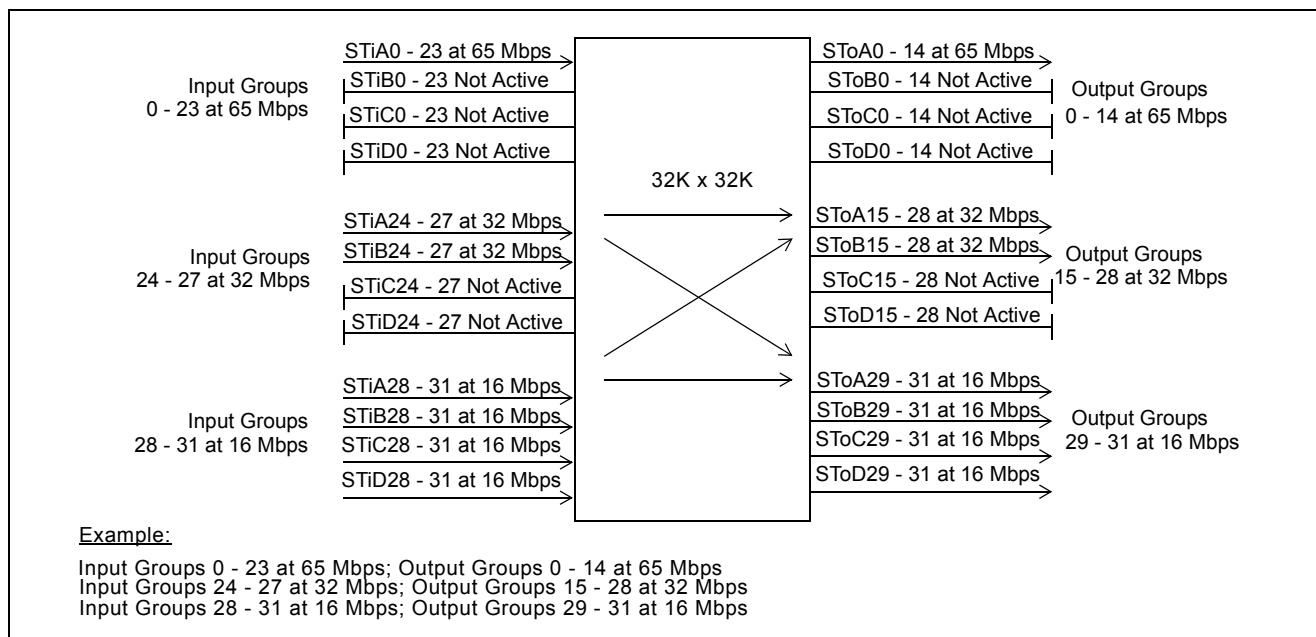 STiA0 - 23 at 65 Mbps
STiB0 - 23 Not Active
STiC0 - 23 Not Active
STiD0 - 23 Not Active
Input Groups
0 - 23 at 65 Mbps
STiA24 - 27 at 32 Mbps
STiB24 - 27 at 32 Mbps
STiC24 - 27 Not Active
STiD24 - 27 Not Active
Input Groups
24 - 27 at 32 Mbps
STiA28 - 31 at 16 Mbps
STiB28 - 31 at 16 Mbps
STiC28 - 31 at 16 Mbps
STiD28 - 31 at 16 Mbps
Input Groups
28 - 31 at 16 Mbps
32K x 32K
SToA0 - 14 at 65 Mbps
SToB0 - 14 Not Active
SToC0 - 14 Not Active
SToD0 - 14 Not Active
Output Groups
0 - 14 at 65 Mbps
SToA15 - 28 at 32 Mbps
SToB15 - 28 at 32 Mbps
SToC15 - 28 Not Active
SToD15 - 28 Not Active
Output Groups
15 - 28 at 32 Mbps
SToA29 - 31 at 16 Mbps
SToB29 - 31 at 16 Mbps
SToC29 - 31 at 16 Mbps
SToD29 - 31 at 16 Mbps
Output Groups
29 - 31 at 16 Mbps
Example:
Input Groups 0 - 23 at 65 Mbps; Output Groups 0 - 14 at 65 Mbps
Input Groups 24 - 27 at 32 Mbps; Output Groups 15 - 28 at 32 Mbps
Input Groups 28 - 31 at 16 Mbps; Output Groups 29 - 31 at 16 Mbps